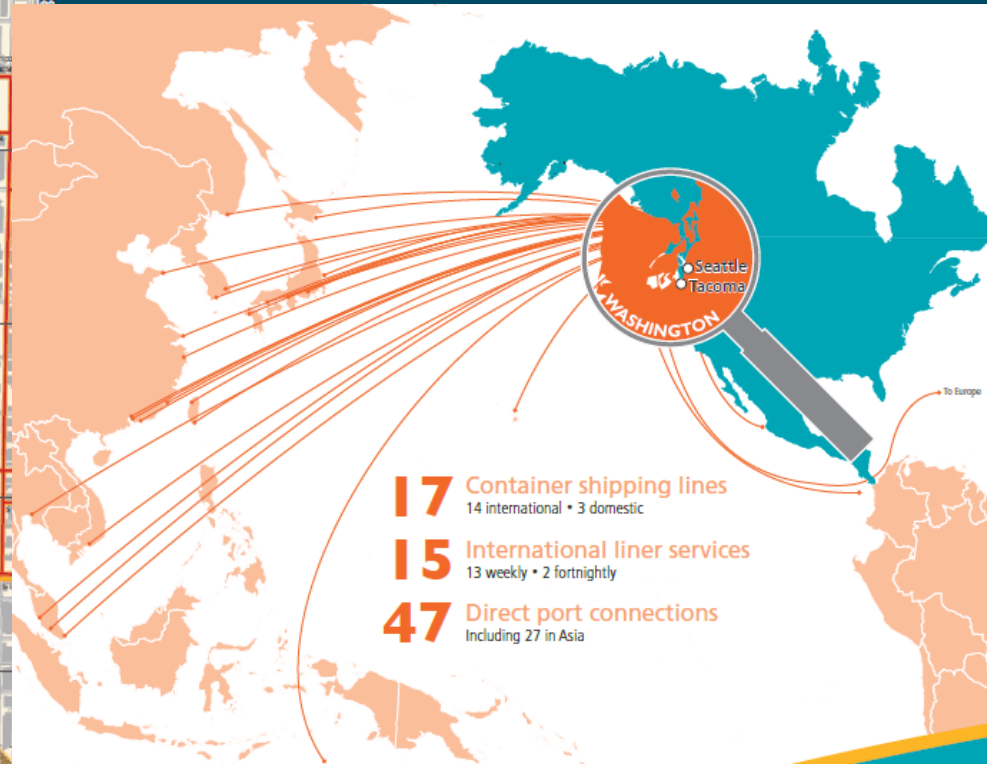 Seattle
Tacoma
WASHINGTON
To Europe
17 Container shipping lines
14 international • 3 domestic
15 International liner services
13 weekly • 2 fortnightly
47 Direct port connections
Including 27 in Asia